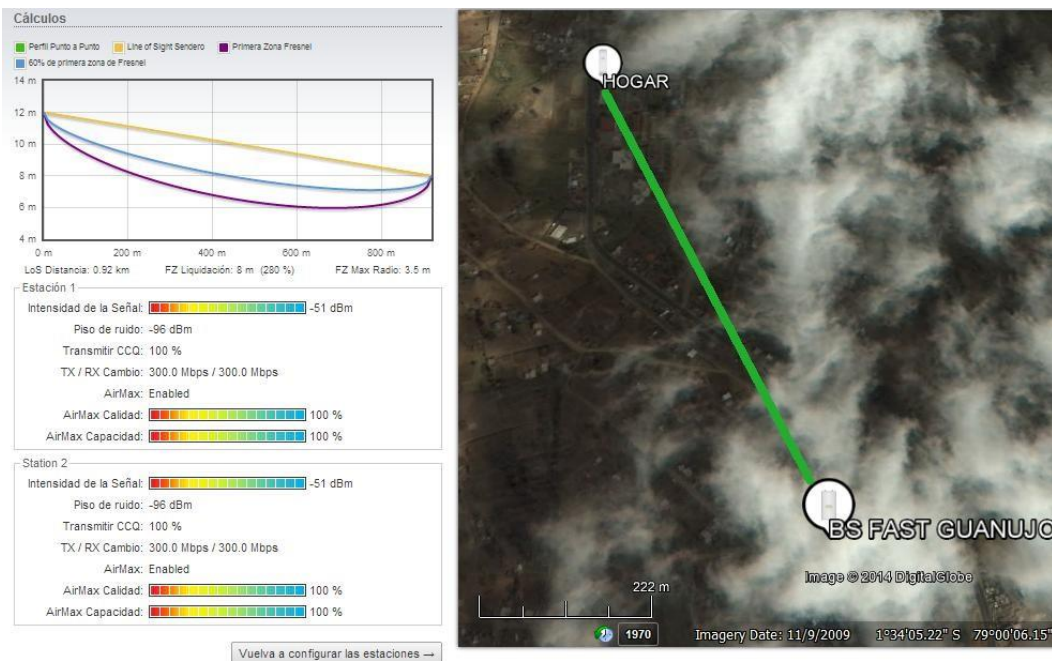 Cálculos
Perfil Punto a Punto
Line of Sight Sendero
Primera Zona Fresnel
60% de primera zona de Fresnel
14 m
12 m
10 m
8 m
6 m
4 m
0 m
200 m
400 m
600 m
800 m
LoS Distancia: 0.92 km
FZ Liquidación: 8 m (280 %)
FZ Max Radio: 3.5 m
Estación 1
Intensidad de la Señal: -51 dBm
Piso de ruido: -96 dBm
Transmitir CCQ: 100 %
TX / RX Cambio: 300.0 Mbps / 300.0 Mbps
AirMax: Enabled
AirMax Calidad: 100 %
AirMax Capacidad: 100 %
Station 2
Intensidad de la Señal: -51 dBm
Piso de ruido: -96 dBm
Transmitir CCQ: 100 %
TX / RX Cambio: 300.0 Mbps / 300.0 Mbps
AirMax: Enabled
AirMax Calidad: 100 %
AirMax Capacidad: 100 %
Vuelva a configurar las estaciones →
HOGAR
BS FAST GUANUJO
Image © 2014 DigitalGlobe
222 m
1970
Imagery Date: 11/9/2009
1°34'05.22" S
79°00'06.15"